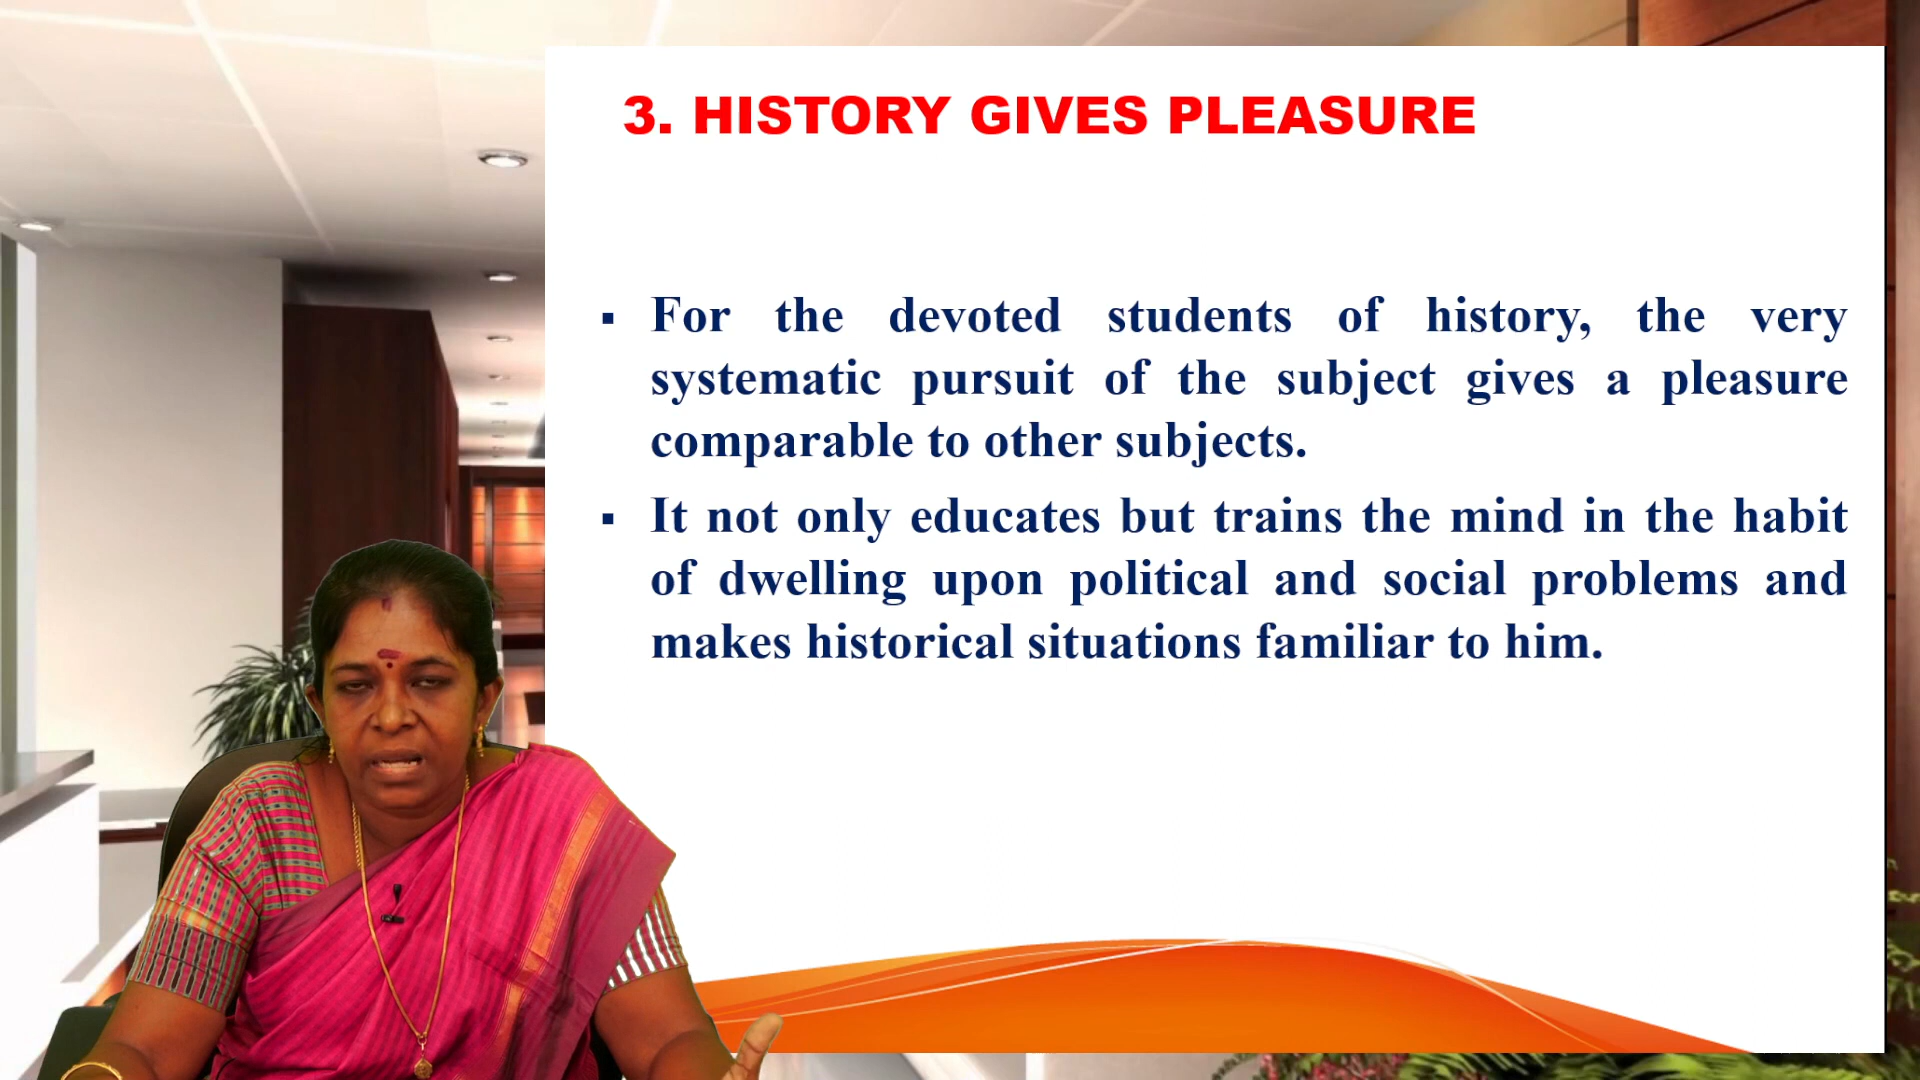 3. HISTORY GIVES PLEASURE
▪ For the devoted students of history, the very
systematic pursuit of the subject gives a pleasure
comparable to other subjects.
▪ It not only educates but trains the mind in the habit
of dwelling upon political and social problems and
makes historical situations familiar to him.